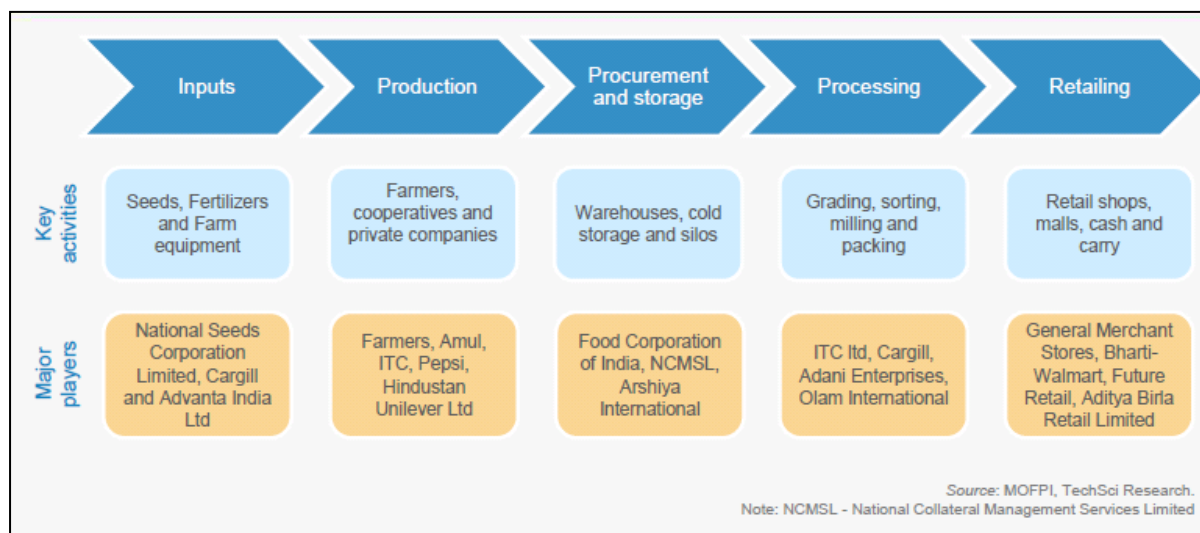 Inputs
Production
Procurement
and storage
Processing
Retailing
Key
activities
Seeds, Fertilizers
and Farm
equipment
Farmers,
cooperatives and
private companies
Warehouses, cold
storage and silos
Grading, sorting,
milling and
packing
Retail shops,
malls, cash and
carry
Major
players
National Seeds
Corporation
Limited, Cargill
and Advanta India
Ltd
Farmers, Amul,
ITC, Pepsi,
Hindustan
Unilever Ltd
Food Corporation
of India, NCMSL,
Arshiya
International
ITC ltd, Cargill,
Adani Enterprises,
Olam International
General Merchant
Stores, Bharti-
Walmart, Future
Retail, Aditya Birla
Retail Limited
Source: MOFPI, TechSci Research.
Note: NCMSL - National Collateral Management Services Limited